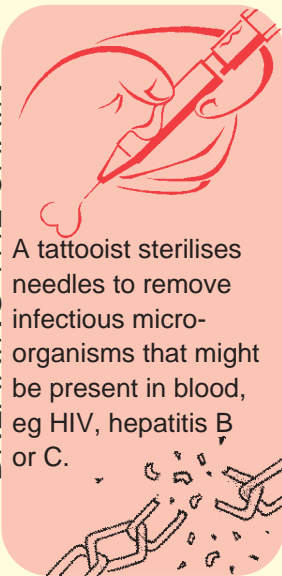 A tattooist sterilises
needles to remove
infectious micro-
organisms that might
be present in blood,
eg HIV, hepatitis B
or C.